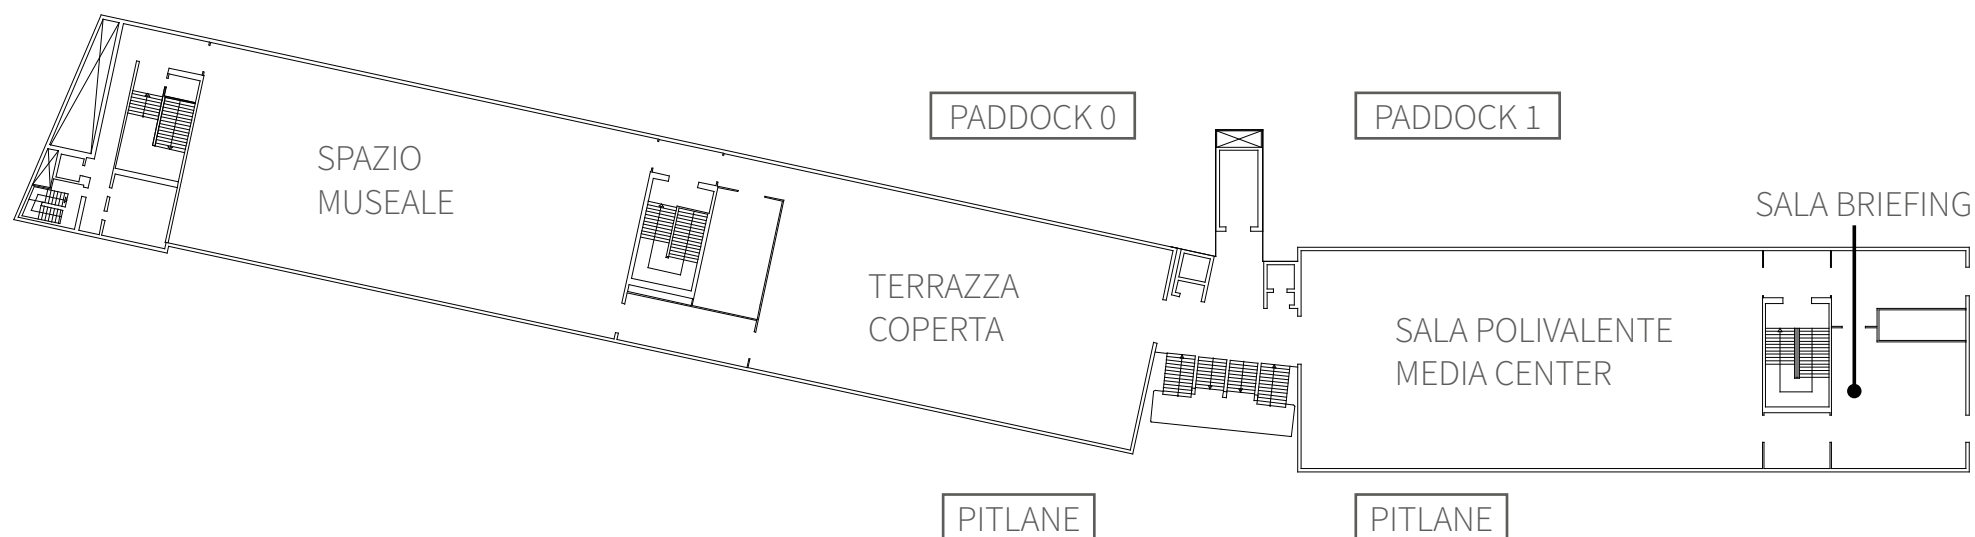 PADDOCK 0
PADDOCK 1
SPAZIO
MUSEALE
SALA BRIEFING
TERRAZZA
COPERTA
SALA POLIVALENTE
MEDIA CENTER
PITLANE
PITLANE